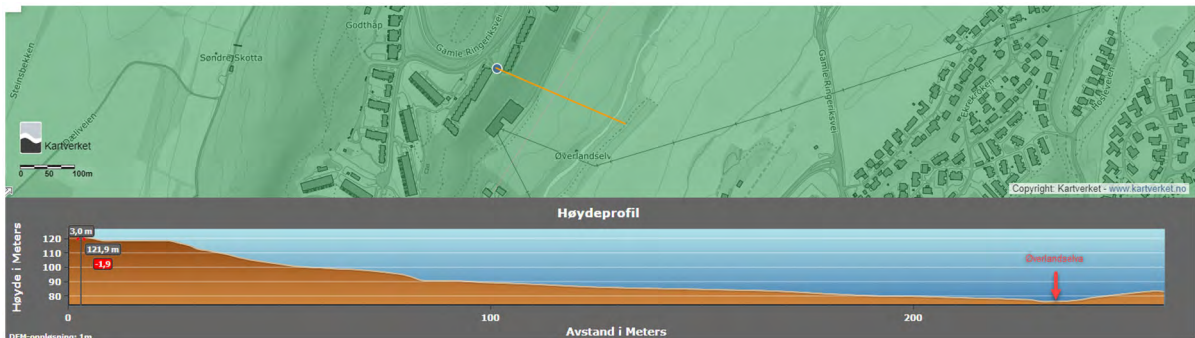 Godthåp
Gamle Ringeriksvei
Søndre Skotta
Steinsbekken
Bælliveien
Gamle Ringeriksvei
Ekrekroken
Øverlandselv
Kartverket
0 50 100m
Copyright: Kartverket - www.kartverket.no
Høydeprofil
3,0 m
121,9 m
-1,9
Øverlandselva
Høyde i Meters
120
110
100
90
80
0 100 200
Avstand i Meters
DEM-oppløsning: 1m